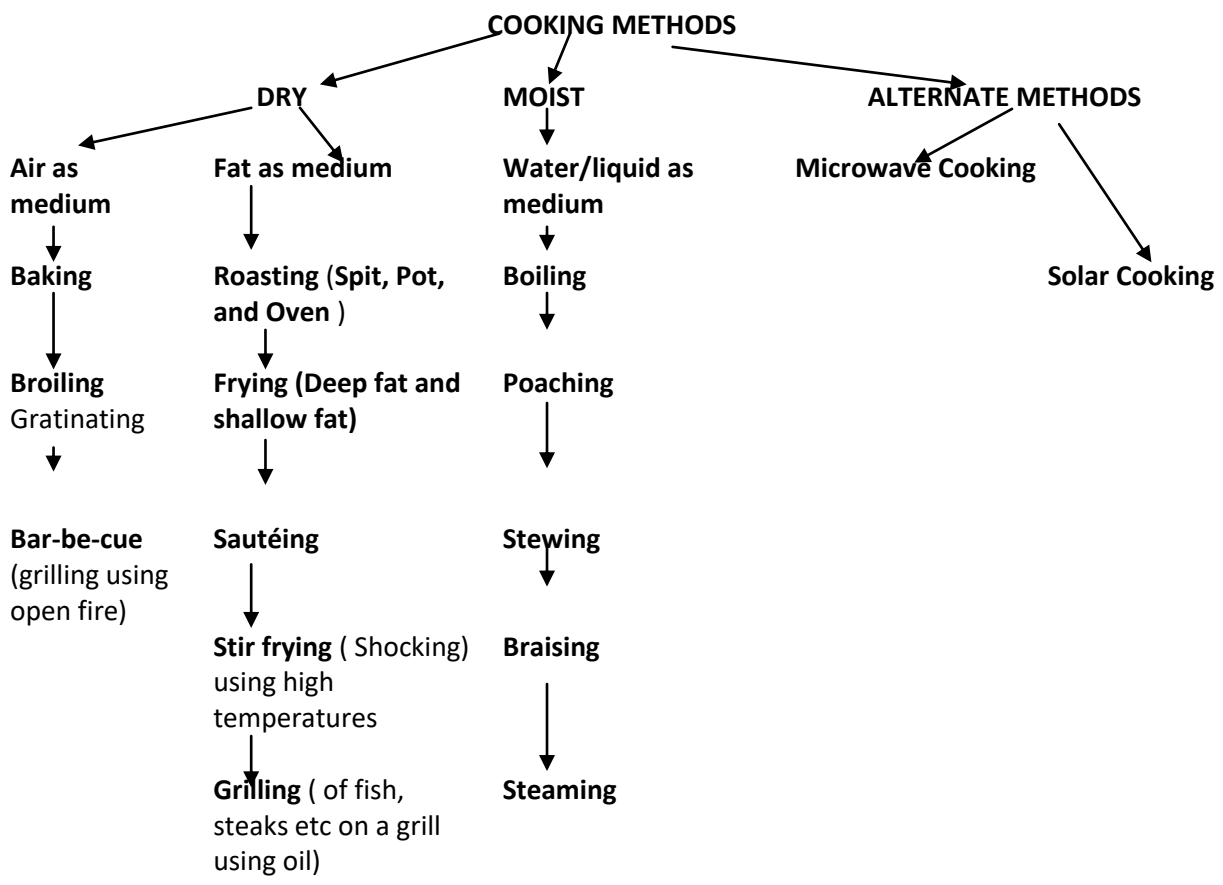 COOKING METHODS
DRY
MOIST
ALTERNATE METHODS
Air as
medium
Fat as medium
Water/liquid as
medium
Microwave Cooking
Baking
Roasting (Spit, Pot,
and Oven )
Boiling
Solar Cooking
Broiling
Gratinating
Frying (Deep fat and
shallow fat)
Poaching
Bar-be-cue
(grilling using
open fire)
Sautéing
Stewing
Stir frying ( Shocking)
using high
temperatures
Braising
Grilling ( of fish,
steaks etc on a grill
using oil)
Steaming